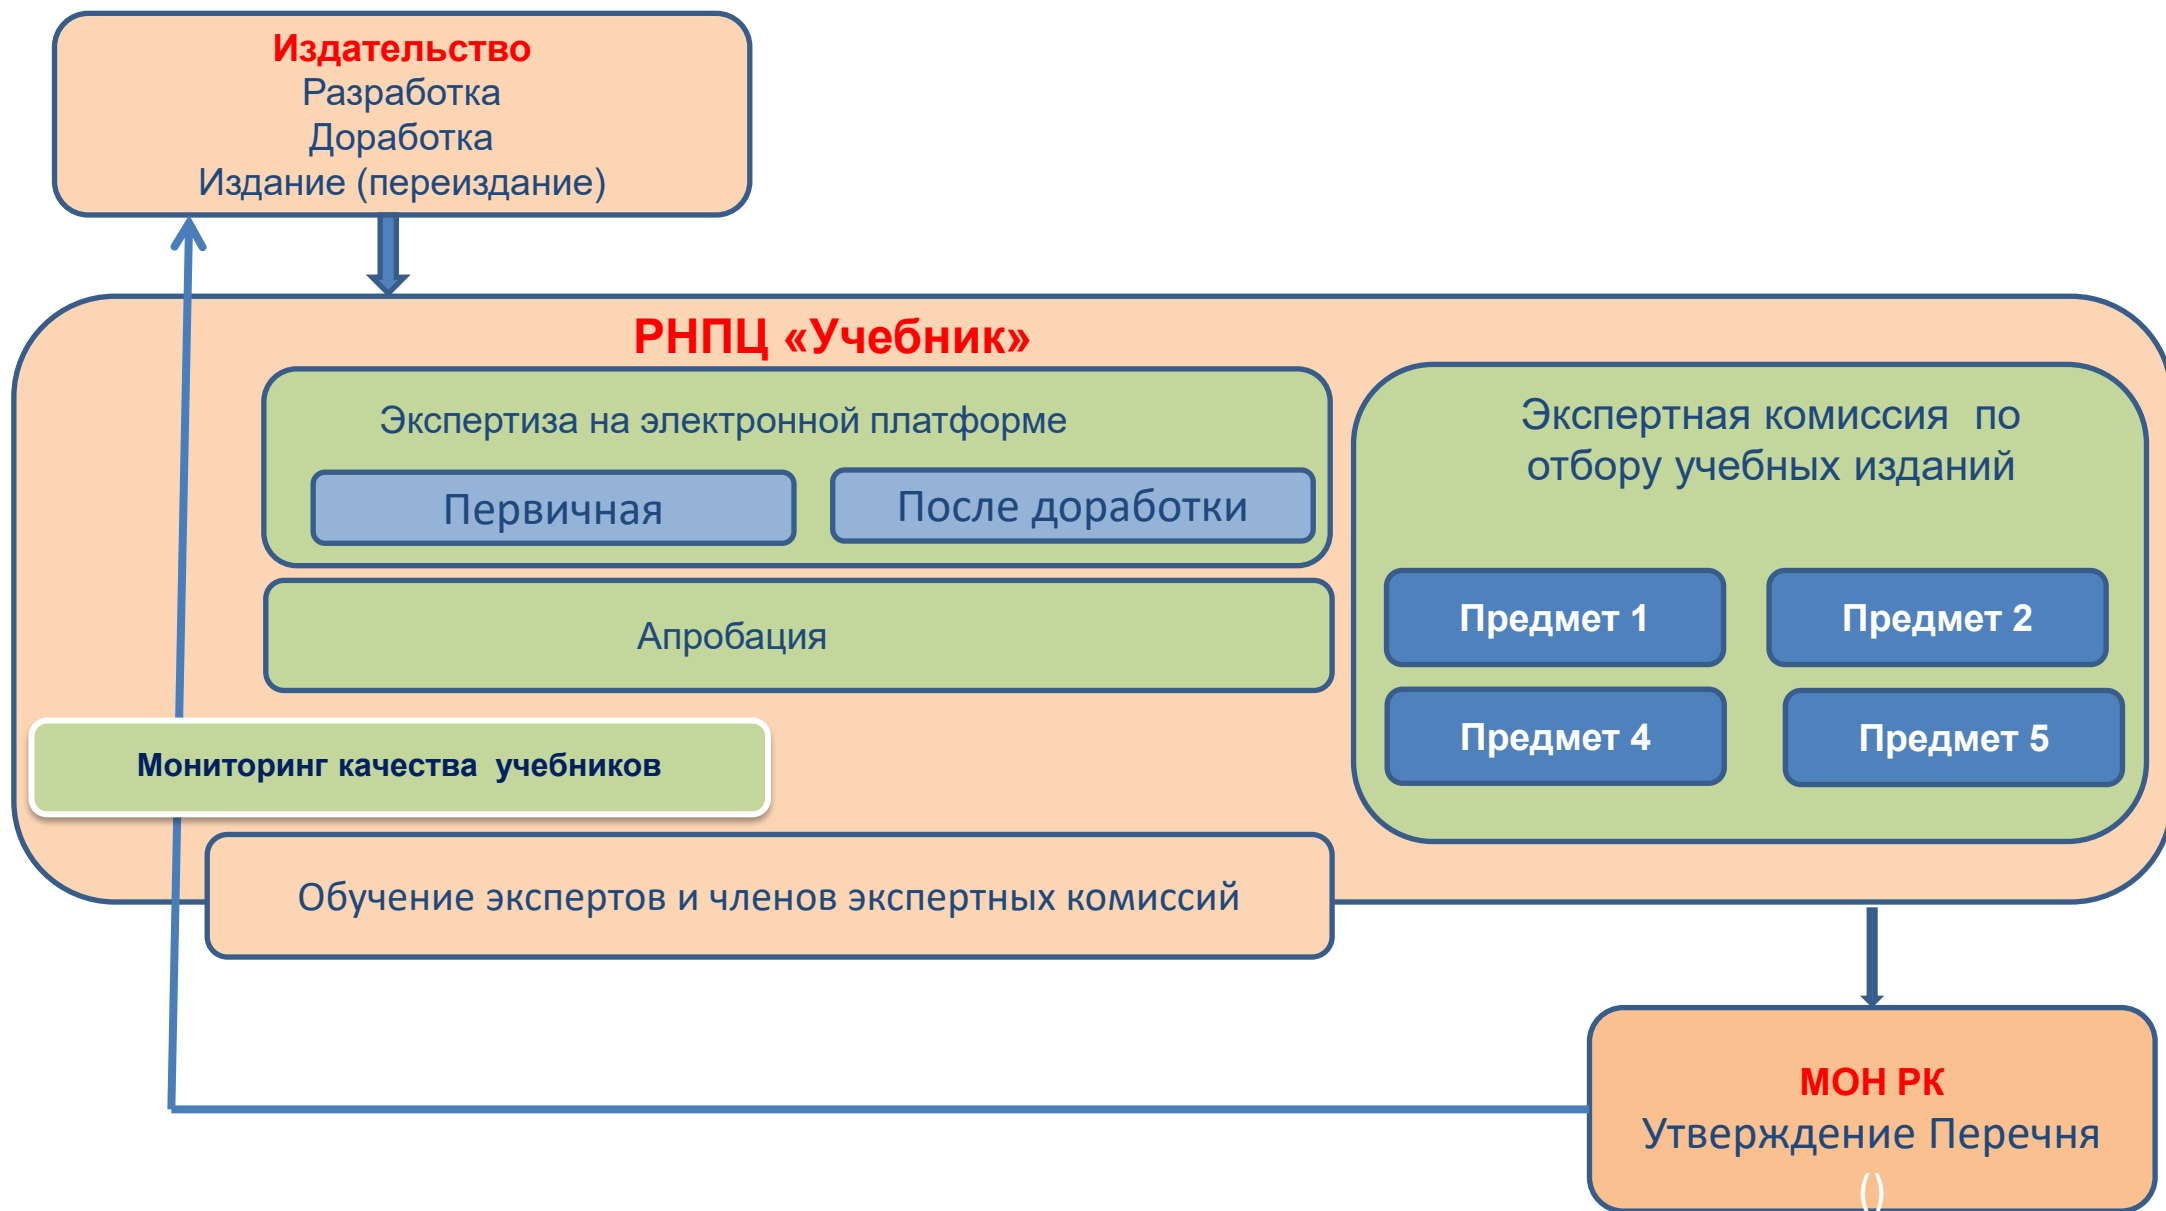 Издательство
Разработка
Доработка
Издание (переиздание)
РНПЦ «Учебник»
Экспертиза на электронной платформе
Первичная
После доработки
Апробация
Мониторинг качества учебников
Обучение экспертов и членов экспертных комиссий
Экспертная комиссия по
отбору учебных изданий
Предмет 1
Предмет 2
Предмет 4
Предмет 5
МОН РК
Утверждение Перечня
()